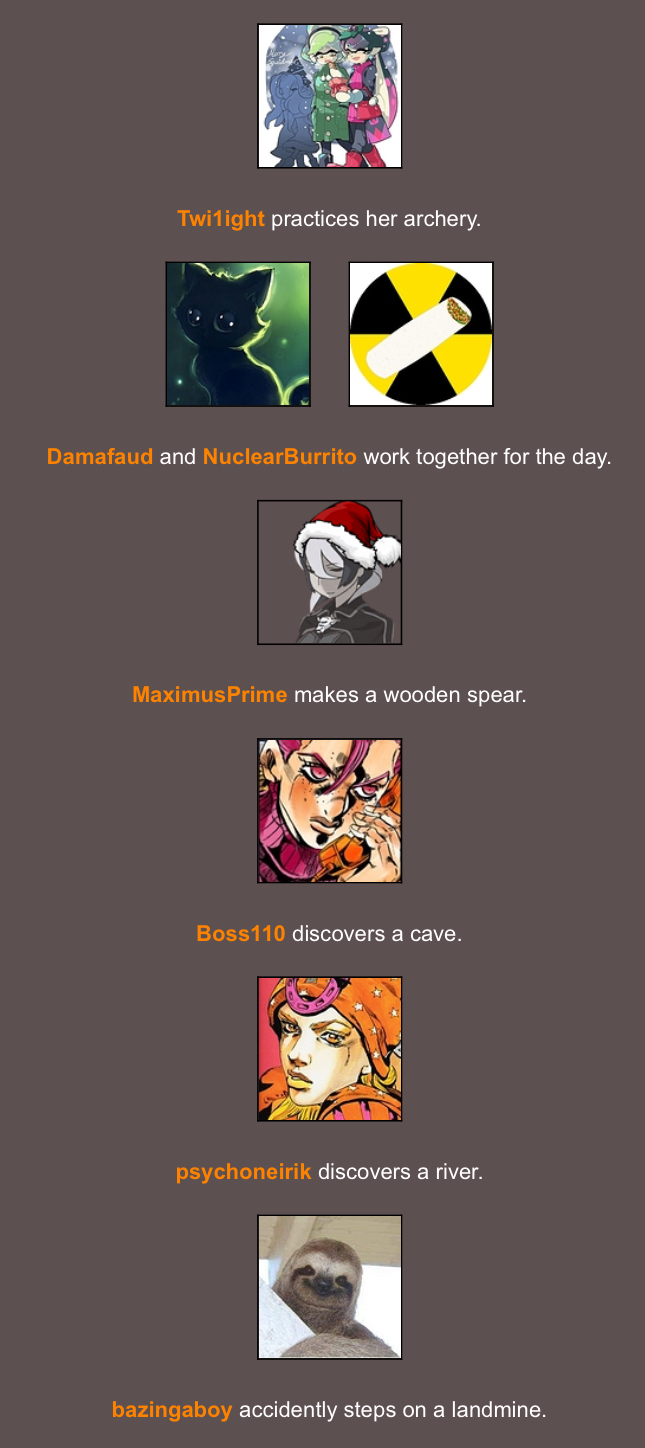 Twi1ight practices her archery.
Damafaud and NuclearBurrito work together for the day.
MaximusPrime makes a wooden spear.
Boss110 discovers a cave.
psychoneirik discovers a river.
bazingaboy accidently steps on a landmine.